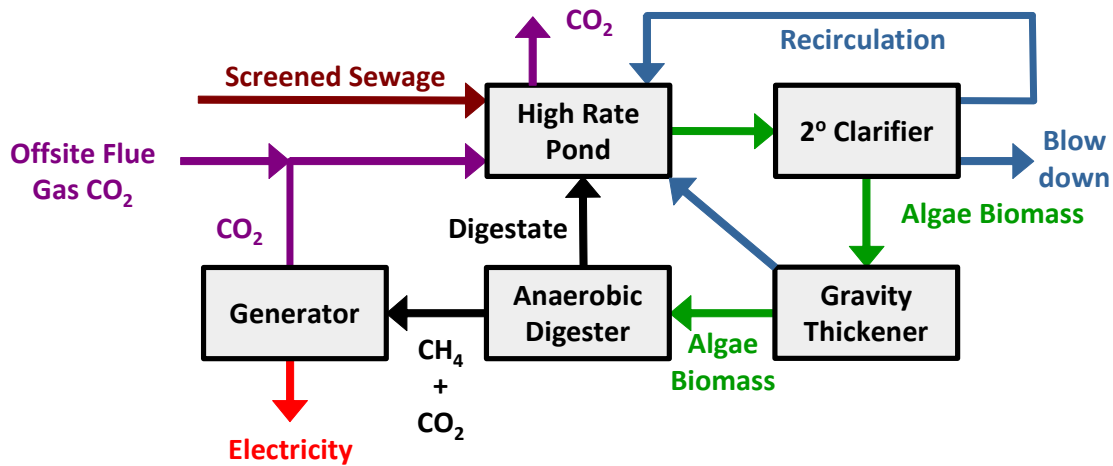 CO₂
Recirculation
Screened Sewage
High Rate
Pond
2º Clarifier
Offsite Flue
Gas CO₂
Blow
down
CO₂
Digestate
Algae Biomass
Generator
Anaerobic
Digester
Gravity
Thickener
CH₄
+
CO₂
Algae
Biomass
Electricity